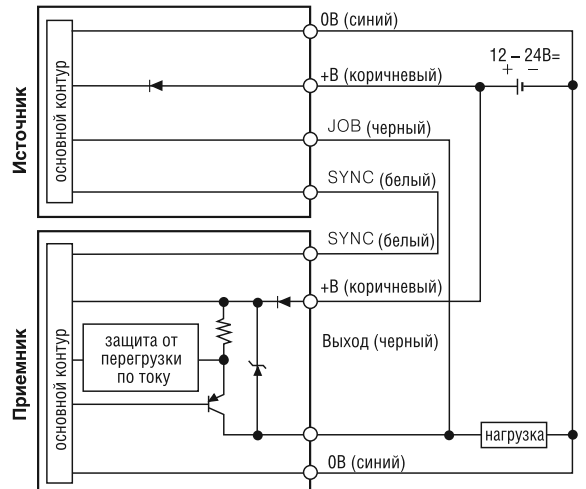 0В (синий)
12 – 24В=
+ –
+В (коричневый)
Источник
основной контур
JOB (черный)
SYNC (белый)
SYNC (белый)
+В (коричневый)
Приемник
основной контур
защита от
перегрузки
по току
Выход (черный)
нагрузка
0В (синий)